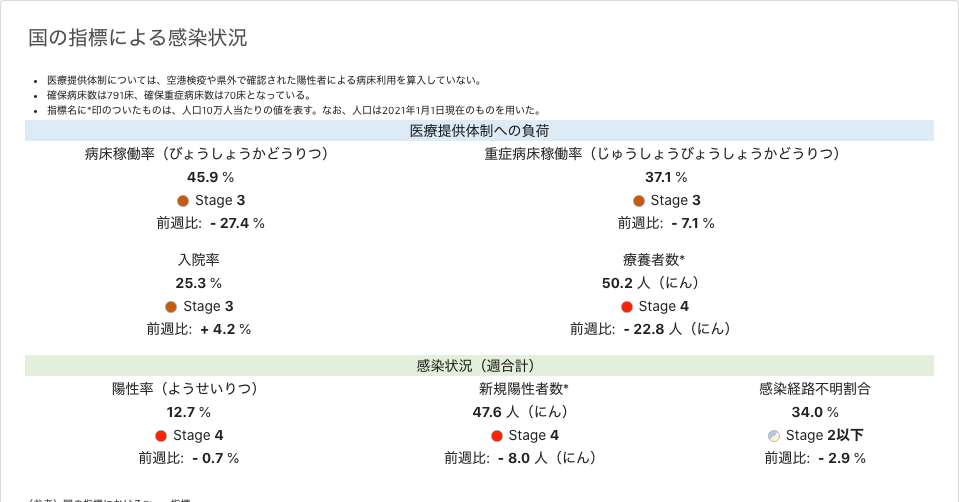 国の指標による感染状況
• 医療提供体制については、空港検疫や県外で確認された陽性者による病床利用を算入していない。
• 確保病床数は791床、確保重症病床数は70床となっている。
• 指標名に*印のついたものは、人口10万人当たりの値を表す。なお、人口は2021年1月1日現在のものを用いた。
医療提供体制への負荷
病床稼働率（びょうしょうかどうりつ） 重症病床稼働率（じゅうしょうびょうしょうかどうりつ）
45.9 % 37.1 %
Stage 3 Stage 3
前週比: - 27.4 % 前週比: - 7.1 %
入院率 療養者数*
25.3 % 50.2 人（にん）
Stage 3 Stage 4
前週比: + 4.2 % 前週比: - 22.8 人（にん）
感染状況（週合計）
陽性率（ようせいりつ） 新規陽性者数* 感染経路不明割合
12.7 % 47.6 人（にん） 34.0 %
Stage 4 Stage 4 Stage 2以下
前週比: - 0.7 % 前週比: - 8.0 人（にん） 前週比: - 2.9 %